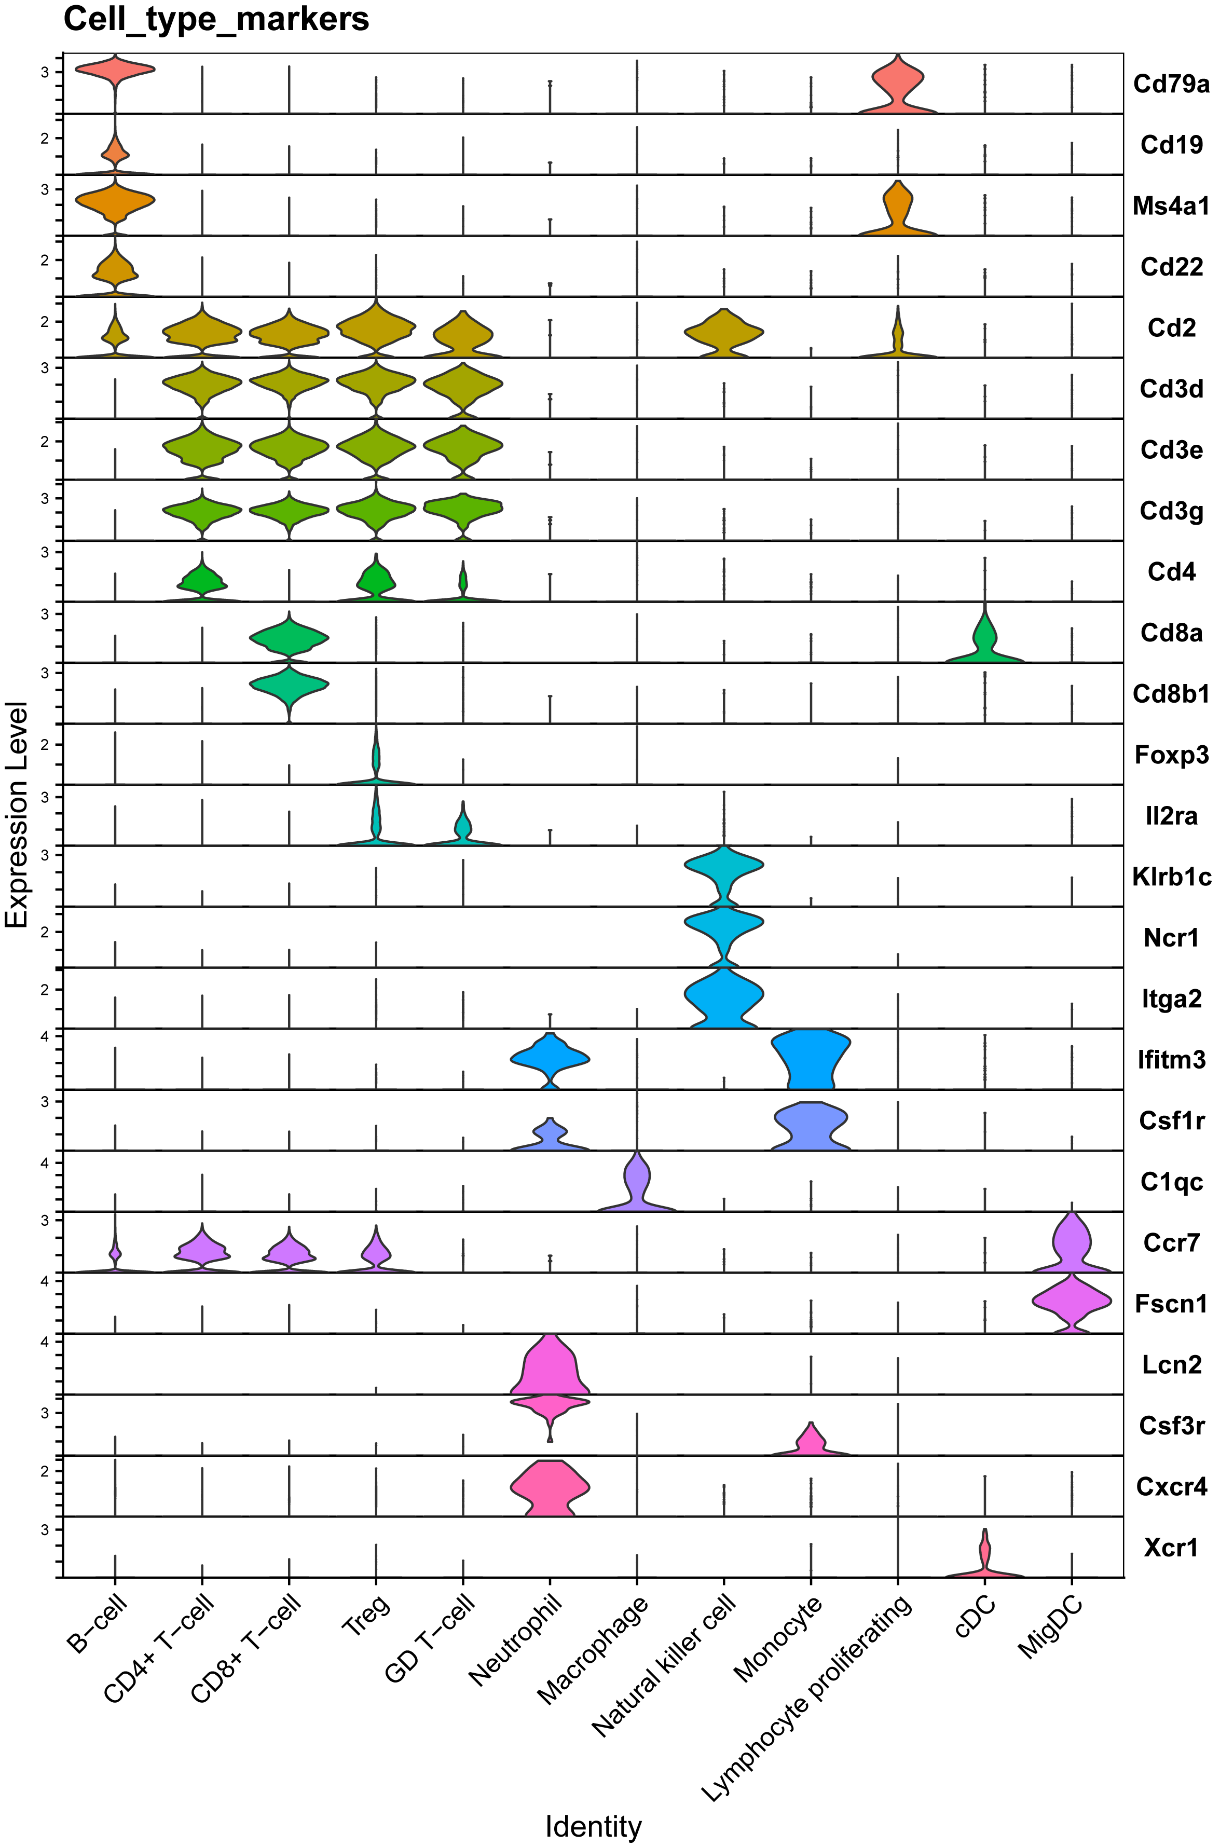 Cell_type_markers
3 Cd79a
2 Cd19
3 Ms4a1
2 Cd22
2 Cd2
3 Cd3d
2 Cd3e
3 Cd3g
3 Cd4
3 Cd8a
3 Cd8b1
2 Foxp3
3 Il2ra
3 Klrb1c
2 Ncr1
2 Itga2
4 Ifitm3
3 Csf1r
4 C1qc
3 Ccr7
4 Fscn1
4 Lcn2
3 Csf3r
2 Cxcr4
3 Xcr1
Expression Level
B−cell
CD4+ T−cell
CD8+ T−cell
Treg
GD T−cell
Neutrophil
Macrophage
Natural killer cell
Monocyte
Lymphocyte proliferating
cDC
MigDC
Identity